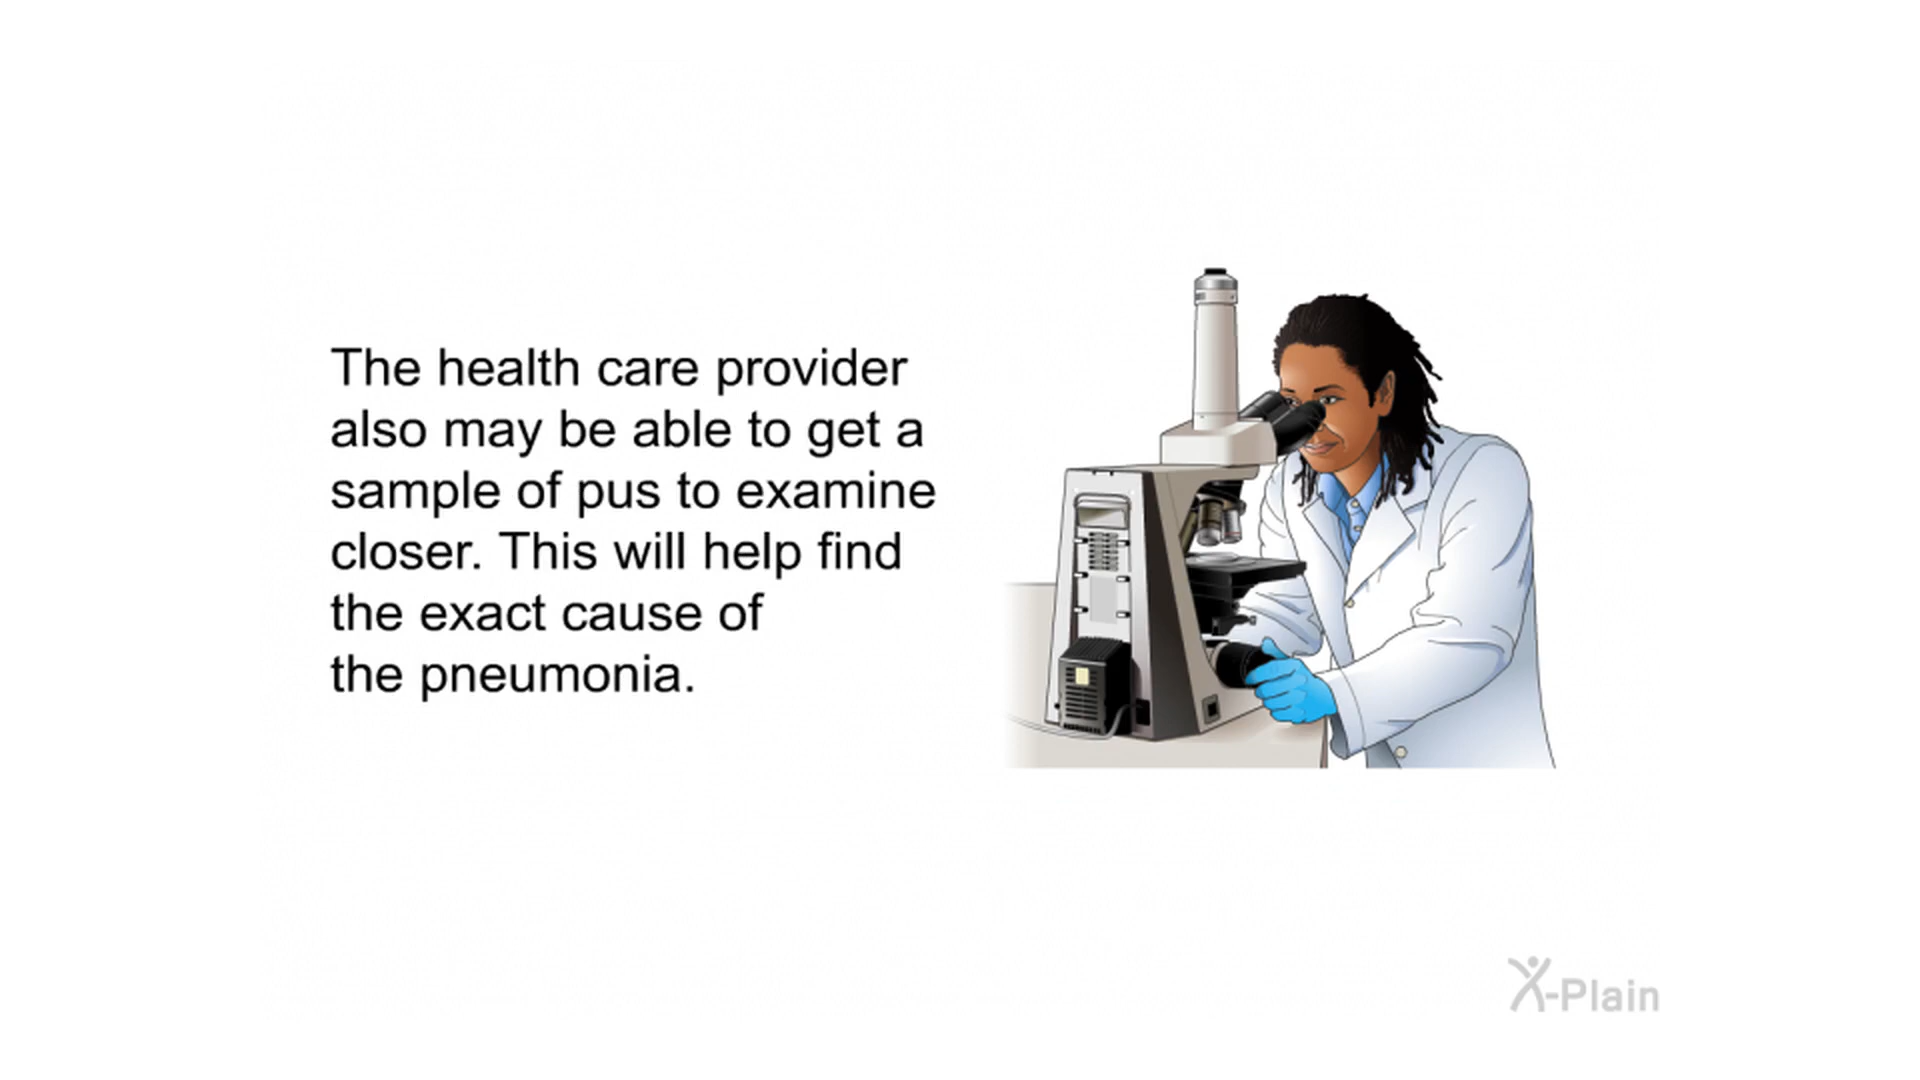 The health care provider
also may be able to get a
sample of pus to examine
closer. This will help find
the exact cause of
the pneumonia.
X-Plain